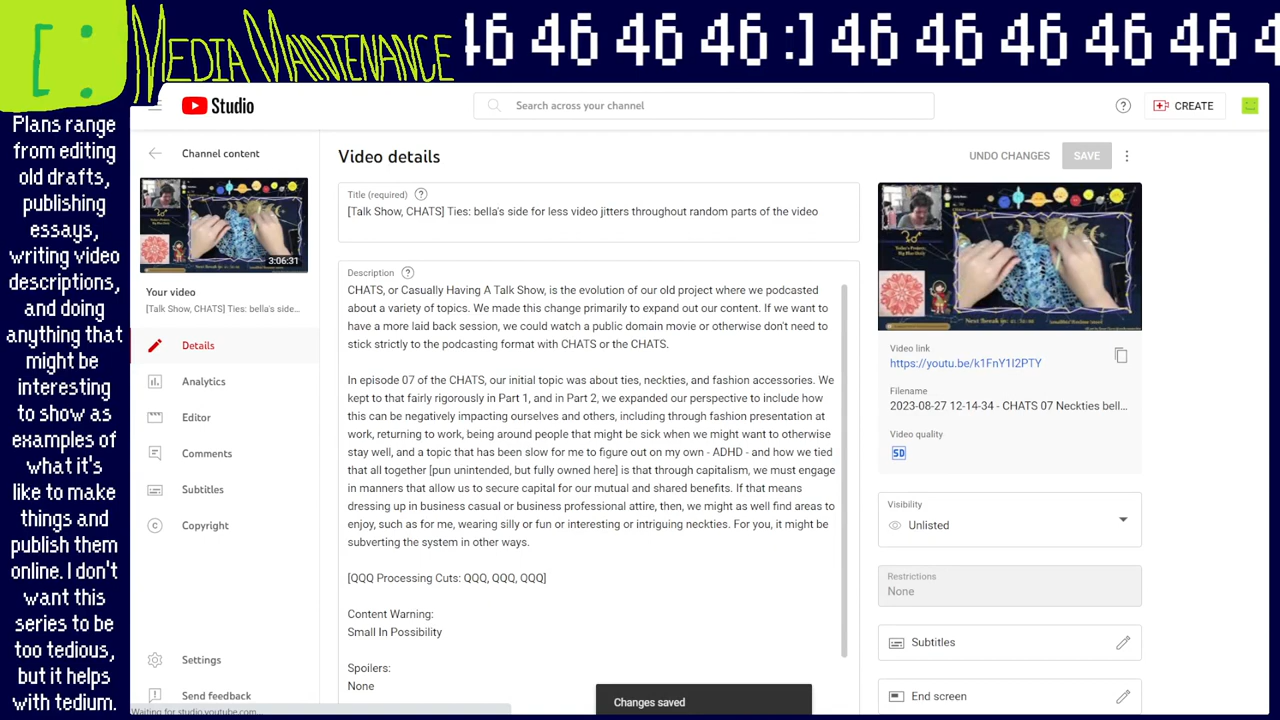 [:
MEDIA MAINTENANCE
46 46 46 46 :] 46 46 46 46 46 4
Plans range
from editing
old drafts,
publishing
essays,
writing video
descriptions,
and doing
anything that
might be
interesting
to show as
examples of
what it's
like to make
things and
publish them
online. I don't
want this
series to be
too tedious,
but it helps
with tedium.
Studio
Search across your channel
CREATE
Channel content
3:06:31
Your video
[Talk Show, CHATS] Ties: bella's side...
Details
Analytics
Editor
Comments
Subtitles
Copyright
Settings
Send feedback
Waiting for studio.youtube.com...
Video details
UNDO CHANGES
SAVE
Title (required)
[Talk Show, CHATS] Ties: bella's side for less video jitters throughout random parts of the video
Description
CHATS, or Casually Having A Talk Show, is the evolution of our old project where we podcasted
about a variety of topics. We made this change primarily to expand out our content. If we want to
have a more laid back session, we could watch a public domain movie or otherwise don't need to
stick strictly to the podcasting format with CHATS or the CHATS.
In episode 07 of the CHATS, our initial topic was about ties, neckties, and fashion accessories. We
kept to that fairly rigorously in Part 1, and in Part 2, we expanded our perspective to include how
this can be negatively impacting ourselves and others, including through fashion presentation at
work, returning to work, being around people that might be sick when we might want to otherwise
stay well, and a topic that has been slow for me to figure out on my own - ADHD - and how we tied
that all together [pun unintended, but fully owned here] is that through capitalism, we must engage
in manners that allow us to secure capital for our mutual and shared benefits. If that means
dressing up in business casual or business professional attire, then, we might as well find areas to
enjoy, such as for me, wearing silly or fun or interesting or intriguing neckties. For you, it might be
subverting the system in other ways.
[QQQ Processing Cuts: QQQ, QQQ, QQQ]
Content Warning:
Small In Possibility
Spoilers:
None
Changes saved
Video link
https://youtu.be/k1FnY1I2PTY
Filename
2023-08-27 12-14-34 - CHATS 07 Neckties bell...
Video quality
SD
Visibility
Unlisted
Restrictions
None
Subtitles
End screen